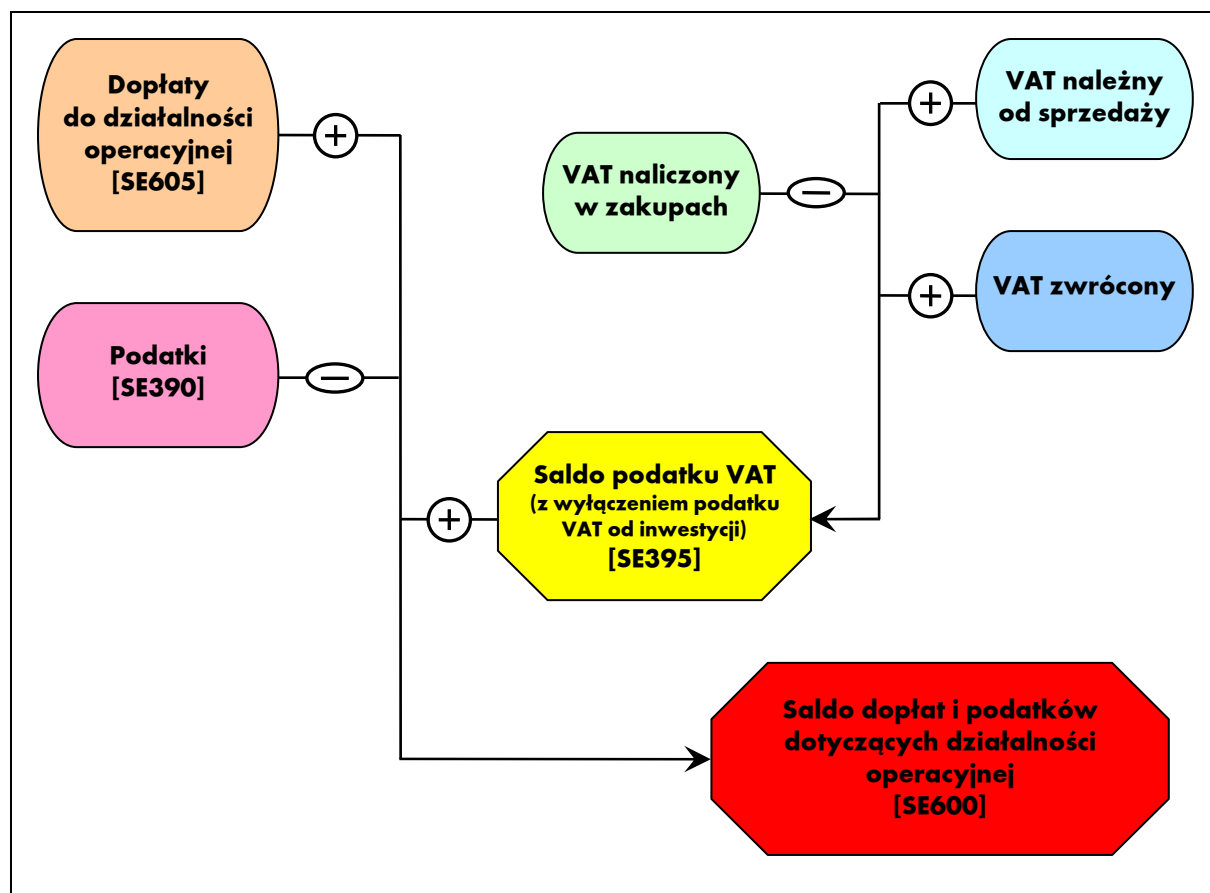 Dopłaty
do działalności
operacyjnej
[SE605]
+
VAT należny
od sprzedaży
+
VAT naliczony
w zakupach
−
VAT zwrócony
+
Podatki
[SE390]
−
Saldo podatku VAT
(z wyłączeniem podatku
VAT od inwestycji)
[SE395]
+
Saldo dopłat i podatków
dotyczących działalności
operacyjnej
[SE600]